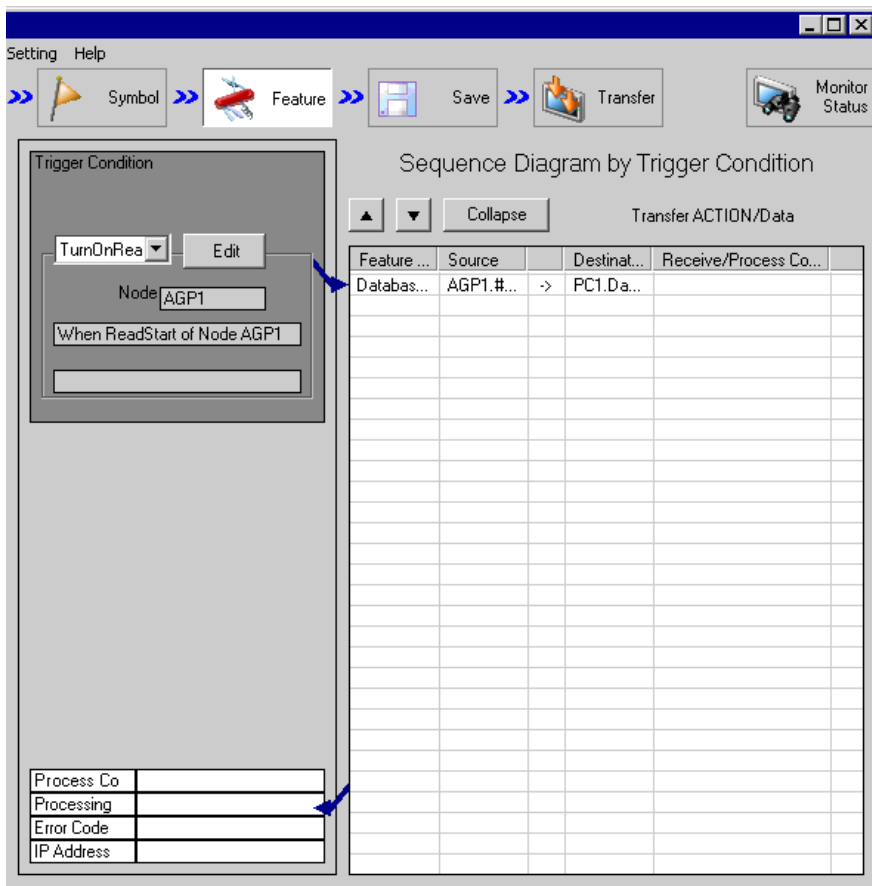 Setting Help
Symbol Feature Save Transfer Monitor Status
Trigger Condition
TurnOnRea Edit
Node AGP1
When ReadStart of Node AGP1
Sequence Diagram by Trigger Condition
Collapse Transfer ACTION/Data
Feature ... Source Destinat... Receive/Process Co...
Databas... AGP1.#... -> PC1.Da...
Process Co
Processing
Error Code
IP Address